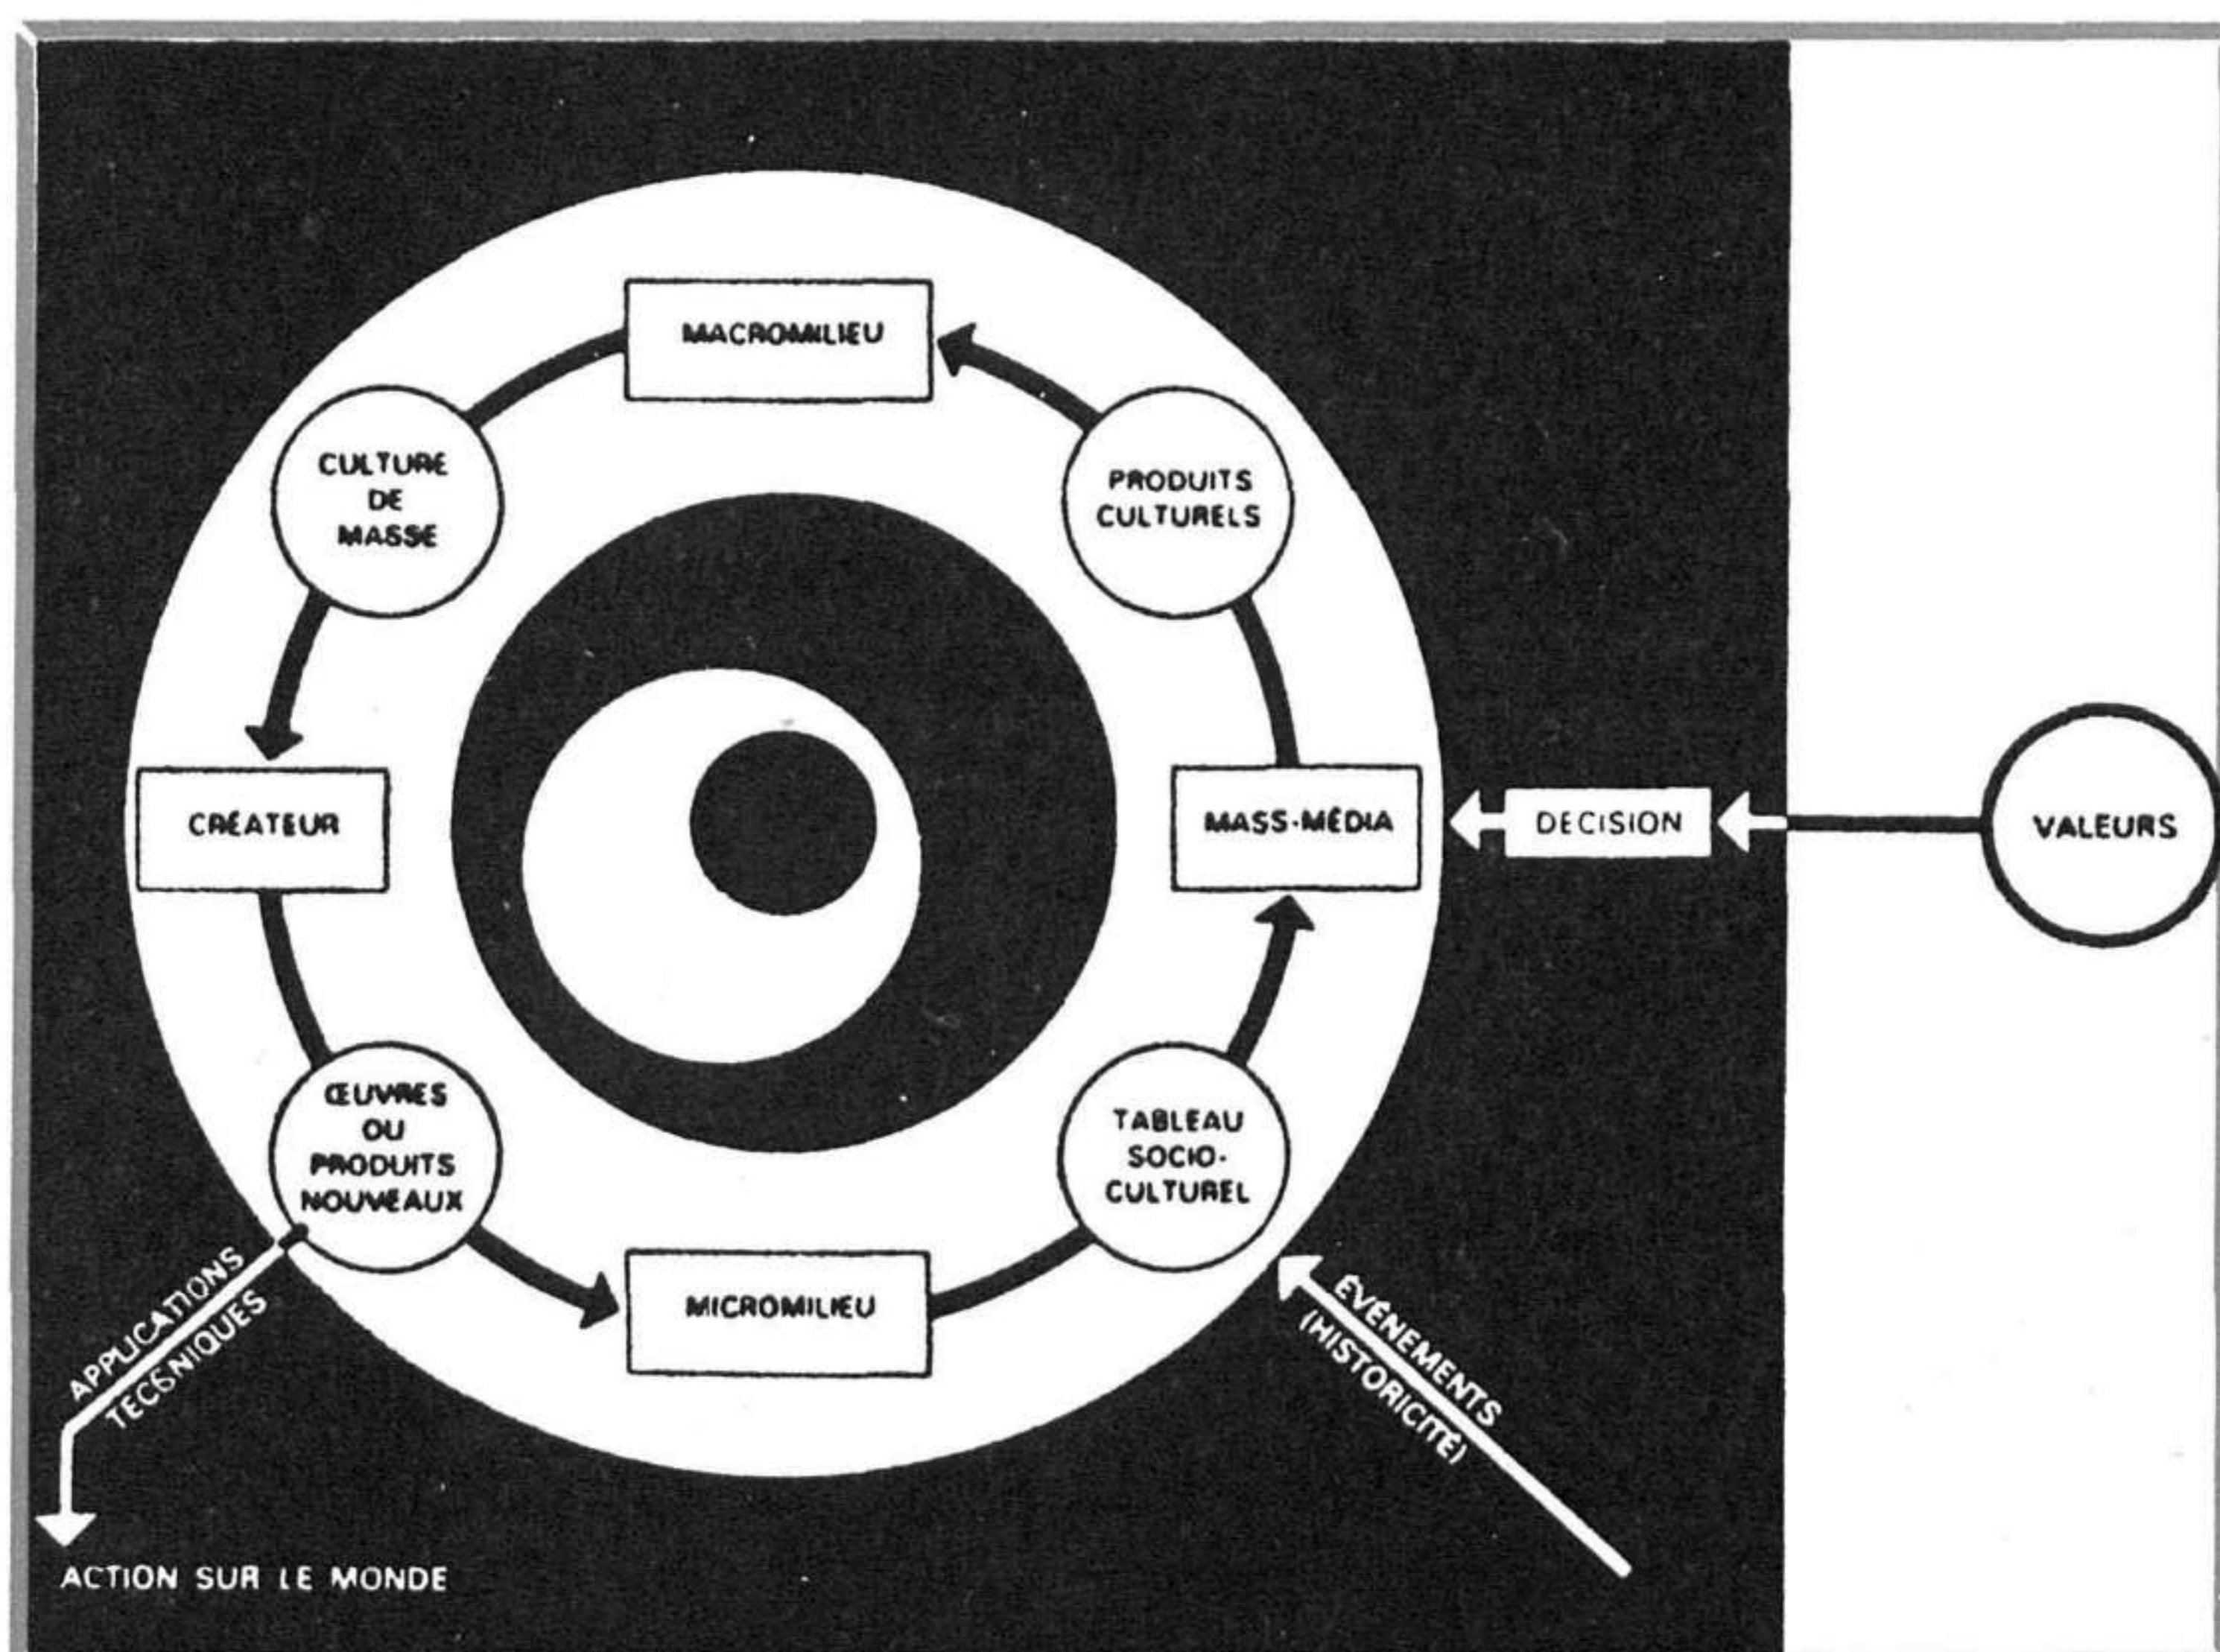 MACROMILIEU
CULTURE
DE
MASSE
PRODUITS
CULTURELS
CRÉATEUR
MASS-MÉDIA
DECISION
VALEURS
ŒUVRES
OU
PRODUITS
NOUVEAUX
TABLEAU
SOCIO-
CULTUREL
MICROMILIEU
APPLICATIONS
TECGNIQUES
ÉVÉNEMENTS
(HISTORICITÉ)
ACTION SUR LE MONDE